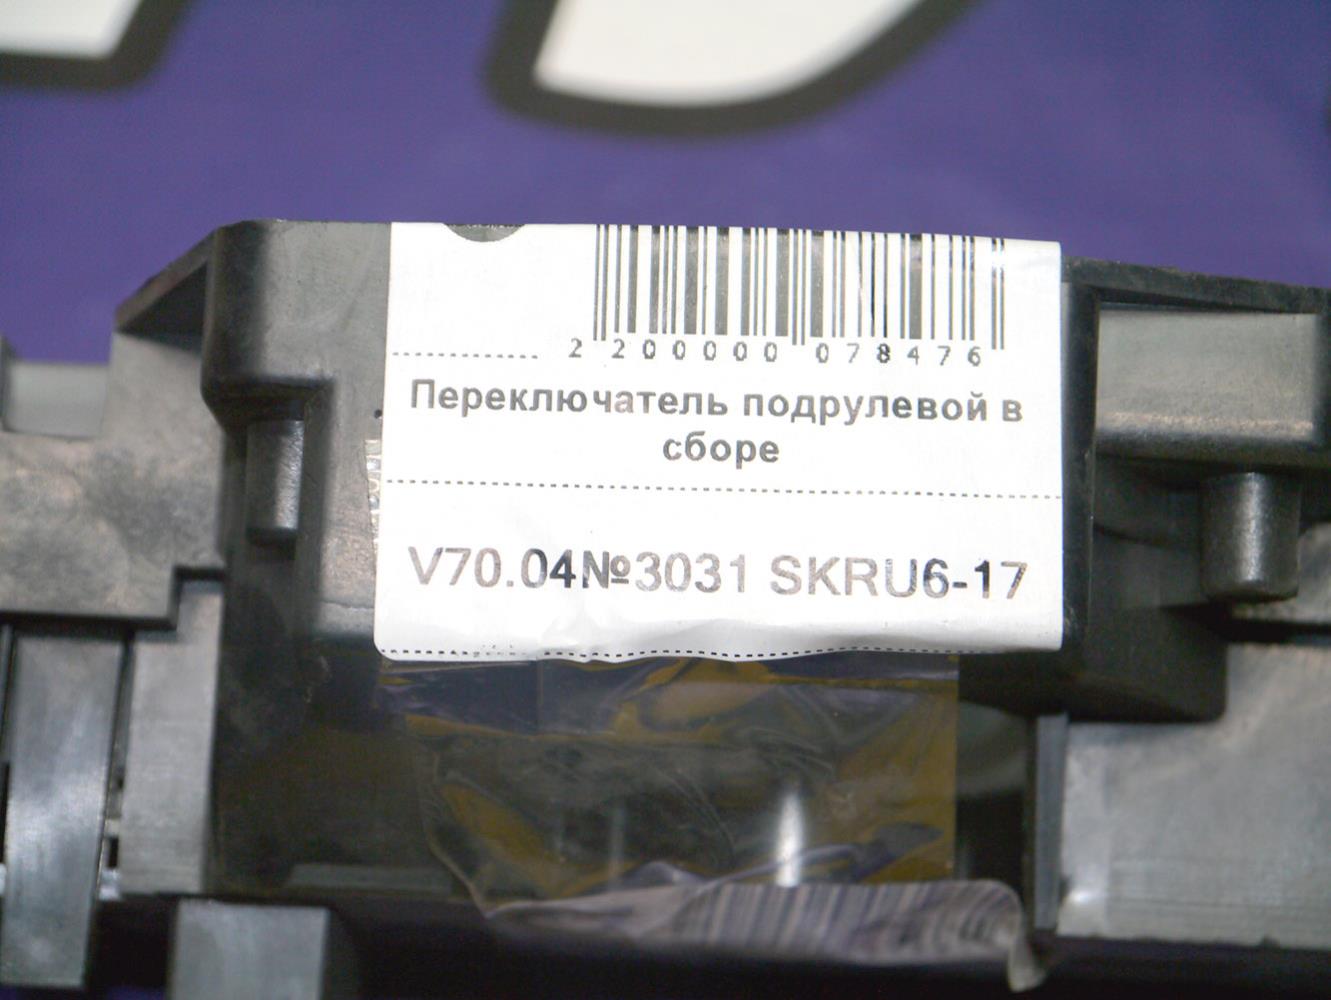 2 200000 078476
Переключатель подрулевой в
сборе
V70.04№3031 SKRU6-17